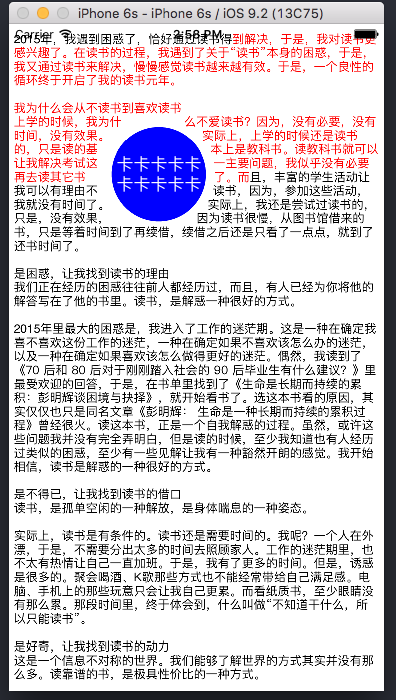 iPhone 6s - iPhone 6s / iOS 9.2 (13C75)
Carrier 2:56 PM
2015年，我遇到困惑了，恰好通过读书得到解决，于是，我对读书更
感兴趣了。在读书的过程，我遇到了关于“读书”本身的困惑，于是，
我又通过读书来解决，慢慢感觉读书越来越有效。于是，一个良性的
循环终于开启了我的读书元年。
我为什么会从不读书到喜欢读书
上学的时候，我为什 么不爱读书？因为，没有必要，没有
时间，没有效果。 实际上，上学的时候还是读书
的，只是读的基 本上是教科书。读教科书就可以
让我解决考试这 一主要问题，我似乎没有必要
再去读其它书 了。而且，丰富的学生活动让
我可以有理由不 读书，因为，参加这些活动，
我就没有时间了。 实际上，我还是尝试过读书的，
只是，没有效果， 因为读书很慢，从图书馆借来的
书，只是等着时间到了再续借，续借之后还是只看了一点点，就到了
还书时间了。
卡卡卡卡卡
卡卡卡卡卡
是困惑，让我找到读书的理由
我们正在经历的困惑往往前人都经历过，而且，有人已经为你将他的
解答写在了他的书里。读书，是解惑一种很好的方式。
2015年里最大的困惑是，我进入了工作的迷茫期。这是一种在确定我
喜不喜欢这份工作的迷茫，一种在确定如果不喜欢该怎么办的迷茫，
以及一种在确定如果喜欢该怎么做得更好的迷茫。偶然，我读到了
《70 后和 80 后对于刚刚踏入社会的 90 后毕业生有什么建议？》里
最受欢迎的回答，于是，在书单里找到了《生命是长期而持续的累
积：彭明辉谈困境与抉择》，就开始看书了。选这本书看的原因，其
实仅仅也只是同名文章《彭明辉： 生命是一种长期而持续的累积过
程》曾经很火。读这本书，正是一个自我解惑的过程。虽然，或许这
些问题我并没有完全弄明白，但是读的时候，至少我知道也有人经历
过类似的困惑，至少有一些见解让我有一种豁然开朗的感觉。我开始
相信，读书是解惑的一种很好的方式。
是不得已，让我找到读书的借口
读书，是孤单空闲的一种解放，是身体喘息的一种姿态。
实际上，读书是有条件的。读书还是需要时间的。我呢？一个人在外
漂，于是，不需要分出太多的时间去照顾家人。工作的迷茫期里，也
不太有热情让自己一直加班。于是，我有了更多的时间。但是，诱惑
是很多的。聚会喝酒、K歌那些方式也不能经常带给自己满足感。电
脑、手机上的那些玩意只会让我自己更累。而看纸质书，至少眼睛没
有那么累。那段时间里，终于体会到，什么叫做“不知道干什么，所
以只能读书”。
是好奇，让我找到读书的动力
这是一个信息不对称的世界。我们能够了解世界的方式其实并没有那
么多。读靠谱的书，是极具性价比的一种方式。